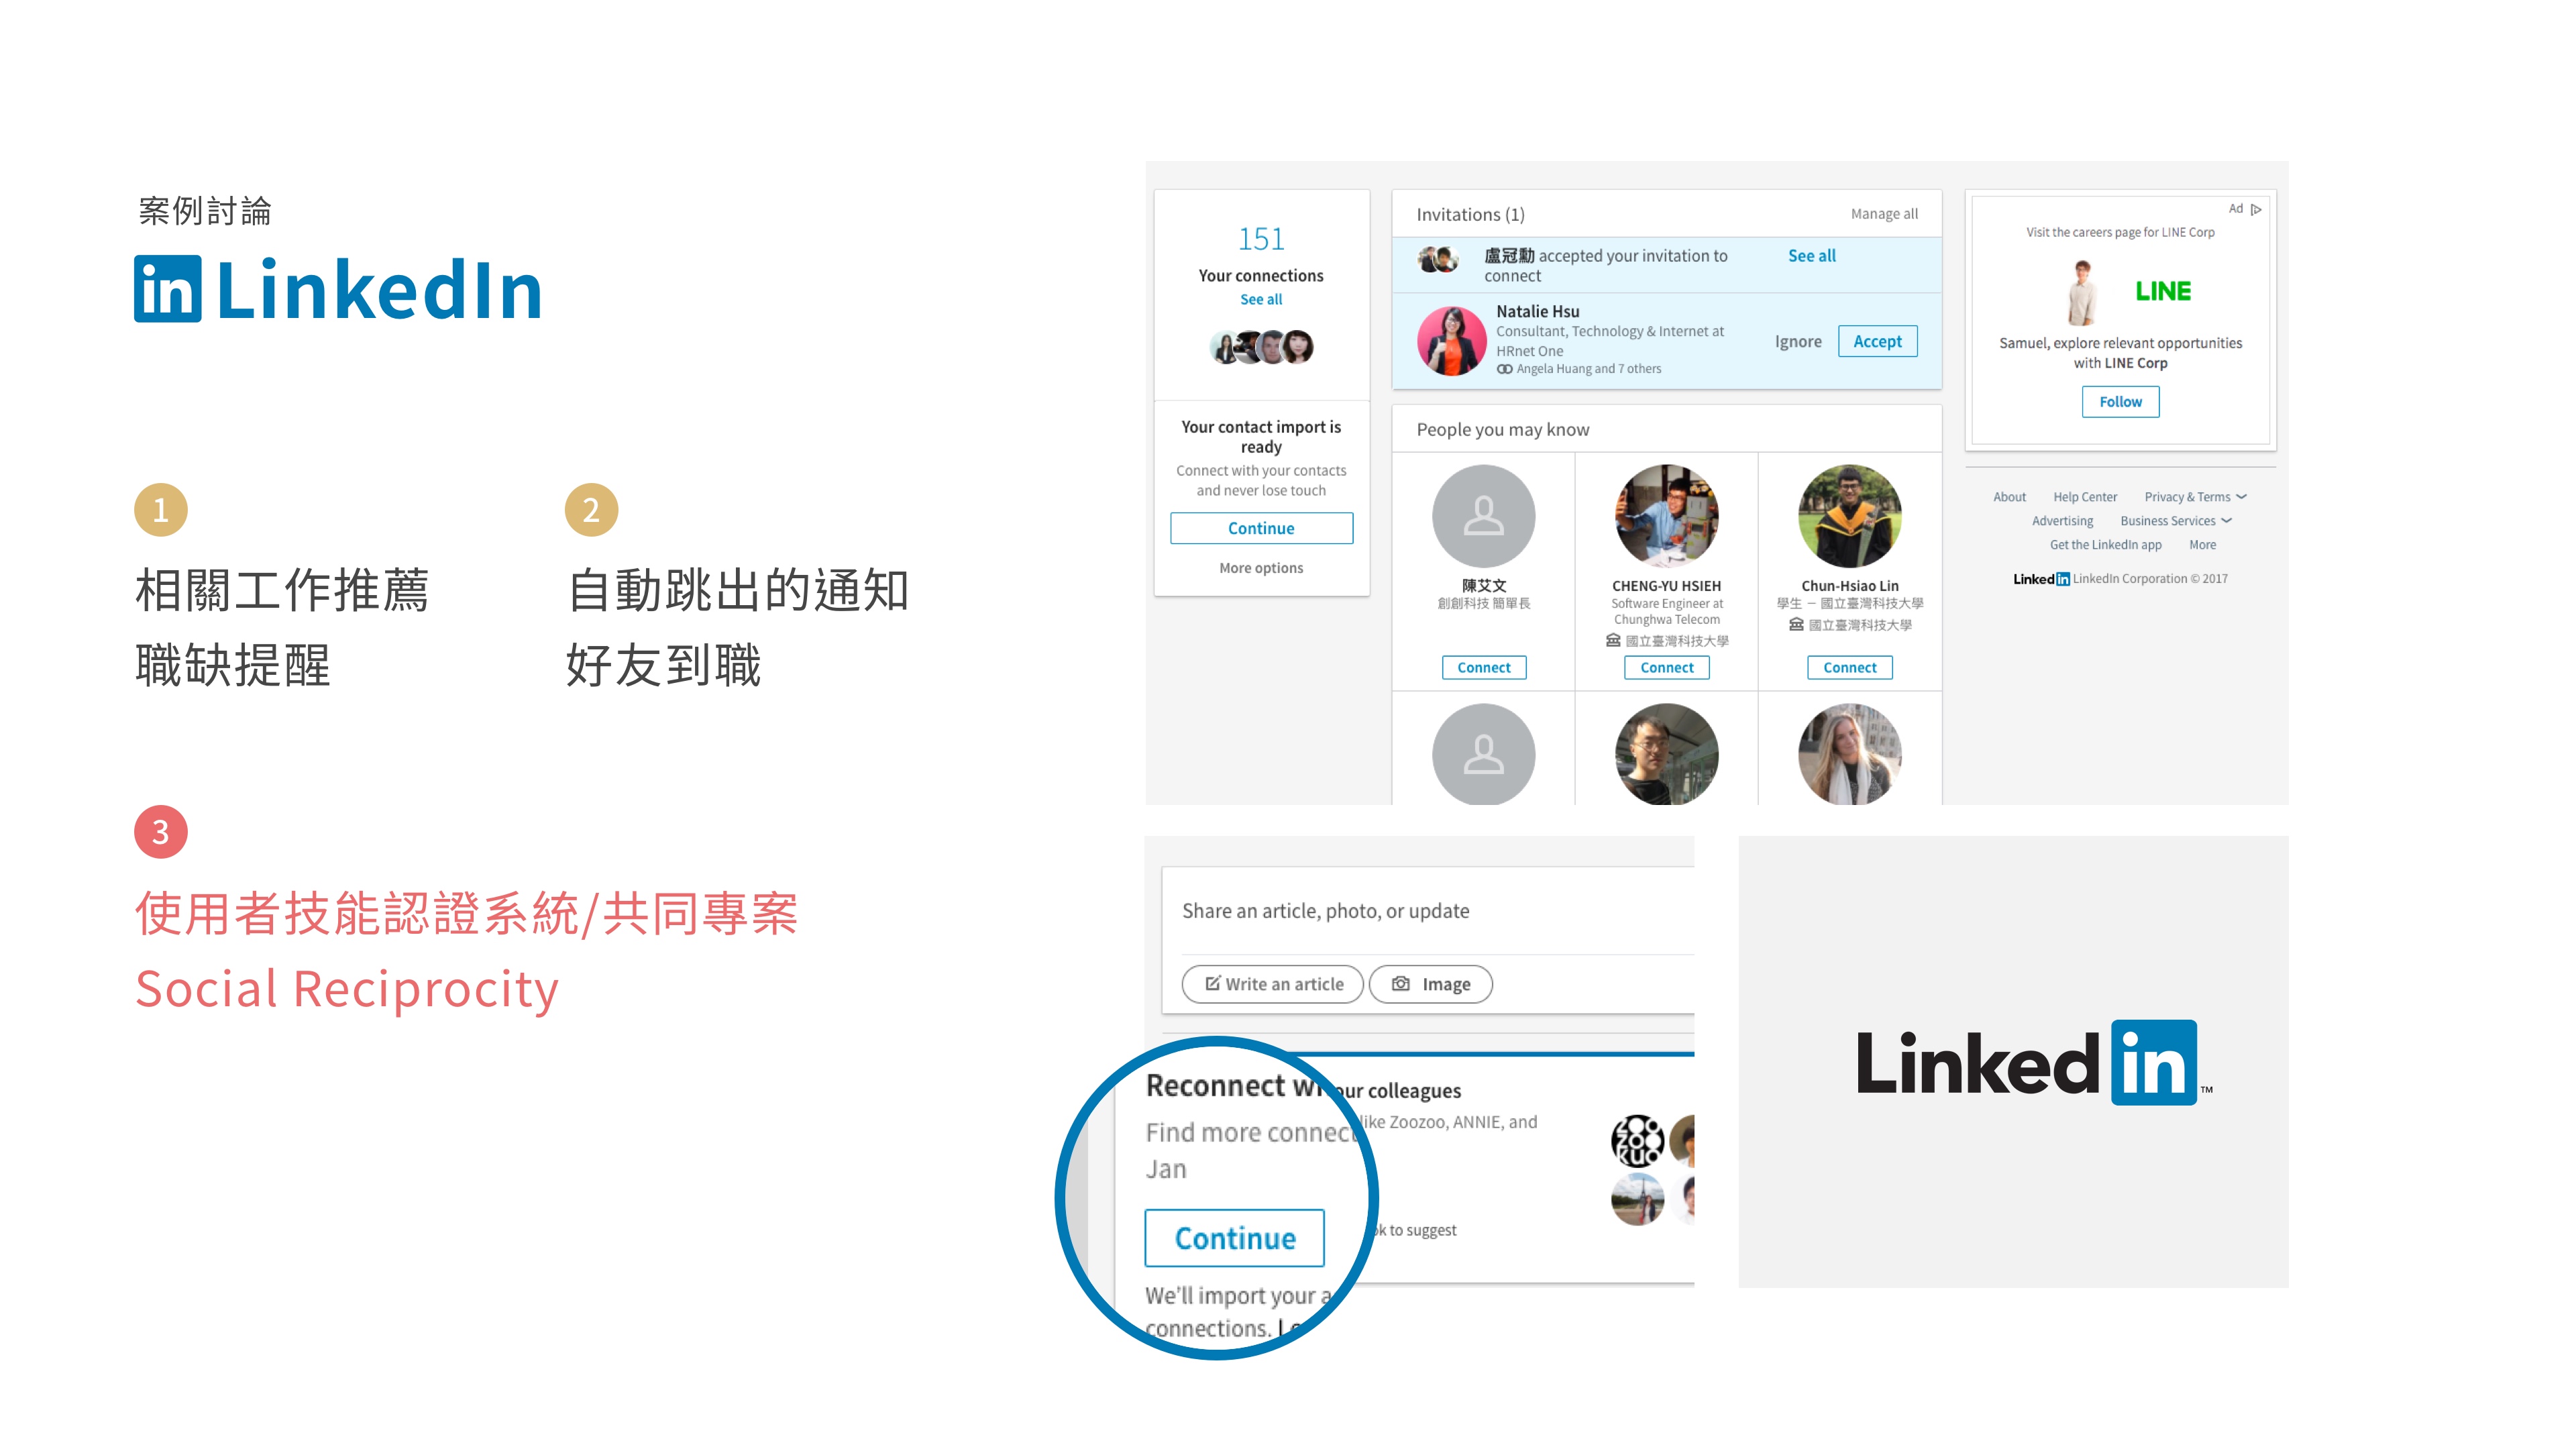 案例討論
in LinkedIn
1
相關工作推薦
職缺提醒
2
自動跳出的通知
好友到職
3
使用者技能認證系統/共同專案
Social Reciprocity
151
Your connections
See all
Your contact import is
ready
Connect with your contacts
and never lose touch
Continue
More options
Invitations (1)
Manage all
盧冠勳 accepted your invitation to
connect
See all
Natalie Hsu
Consultant, Technology & Internet at
HRnet One
Angela Huang and 7 others
Ignore
Accept
People you may know
陳艾文
創創科技 簡單長
Connect
CHENG-YU HSIEH
Software Engineer at
Chunghwa Telecom
國立臺灣科技大學
Connect
Chun-Hsiao Lin
學生 – 國立臺灣科技大學
國立臺灣科技大學
Connect
Ad
Visit the careers page for LINE Corp
LINE
Samuel, explore relevant opportunities
with LINE Corp
Follow
About Help Center Privacy & Terms
Advertising Business Services
Get the LinkedIn app More
Linked in LinkedIn Corporation © 2017
Share an article, photo, or update
Write an article
Image
Reconnect
our colleagues
Find more connect
like Zoozoo, ANNIE, and
Jan
Continue
to suggest
We'll import your a
connections.
ZOO
ZOO
KUO
Linked in ™